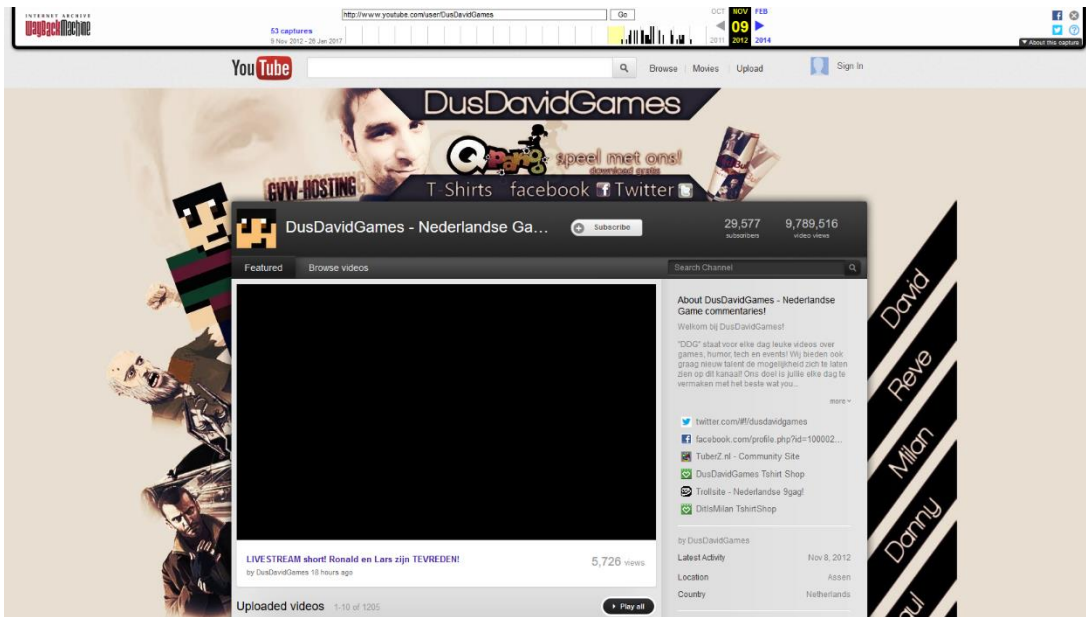 INTERNET ARCHIVE
WayBackMachine
http://www.youtube.com/user/DusDavidGames
Go
53 captures
9 Nov 2012 - 26 Jan 2017
OCT NOV FEB
09
2011 2012 2014
About this capture
YouTube
Browse Movies Upload
Sign In
DusDavidGames
QPang speel met ons!
download gratis
GVW-HOSTING
T-Shirts facebook Twitter
DusDavidGames - Nederlandse Ga...
Subscribe
29,577
subscribers
9,789,516
video views
Featured
Browse videos
Search Channel
About DusDavidGames - Nederlandse
Game commentaries!
Welkom bij DusDavidGames!
"DDG" staat voor elke dag leuke videos over
games, humor, tech en events! Wij bieden ook
graag nieuw talent de mogelijkheid zich te laten
zien op dit kanaal! Ons doel is jullie elke dag te
vermaken met het beste wat you...
more
twitter.com/#!/dusdavidgames
facebook.com/profile.php?id=100002...
TuberZ.nl - Community Site
DusDavidGames Tshirt Shop
Trollsite - Nederlandse 9gag!
DitIsMilan TshirtShop
by DusDavidGames
Latest Activity Nov 8, 2012
Location Assen
Country Netherlands
LIVESTREAM short! Ronald en Lars zijn TEVREDEN!
by DusDavidGames 18 hours ago
5,726 views
Uploaded videos 1-10 of 1205
Play all
David
Reve
Milan
Danny